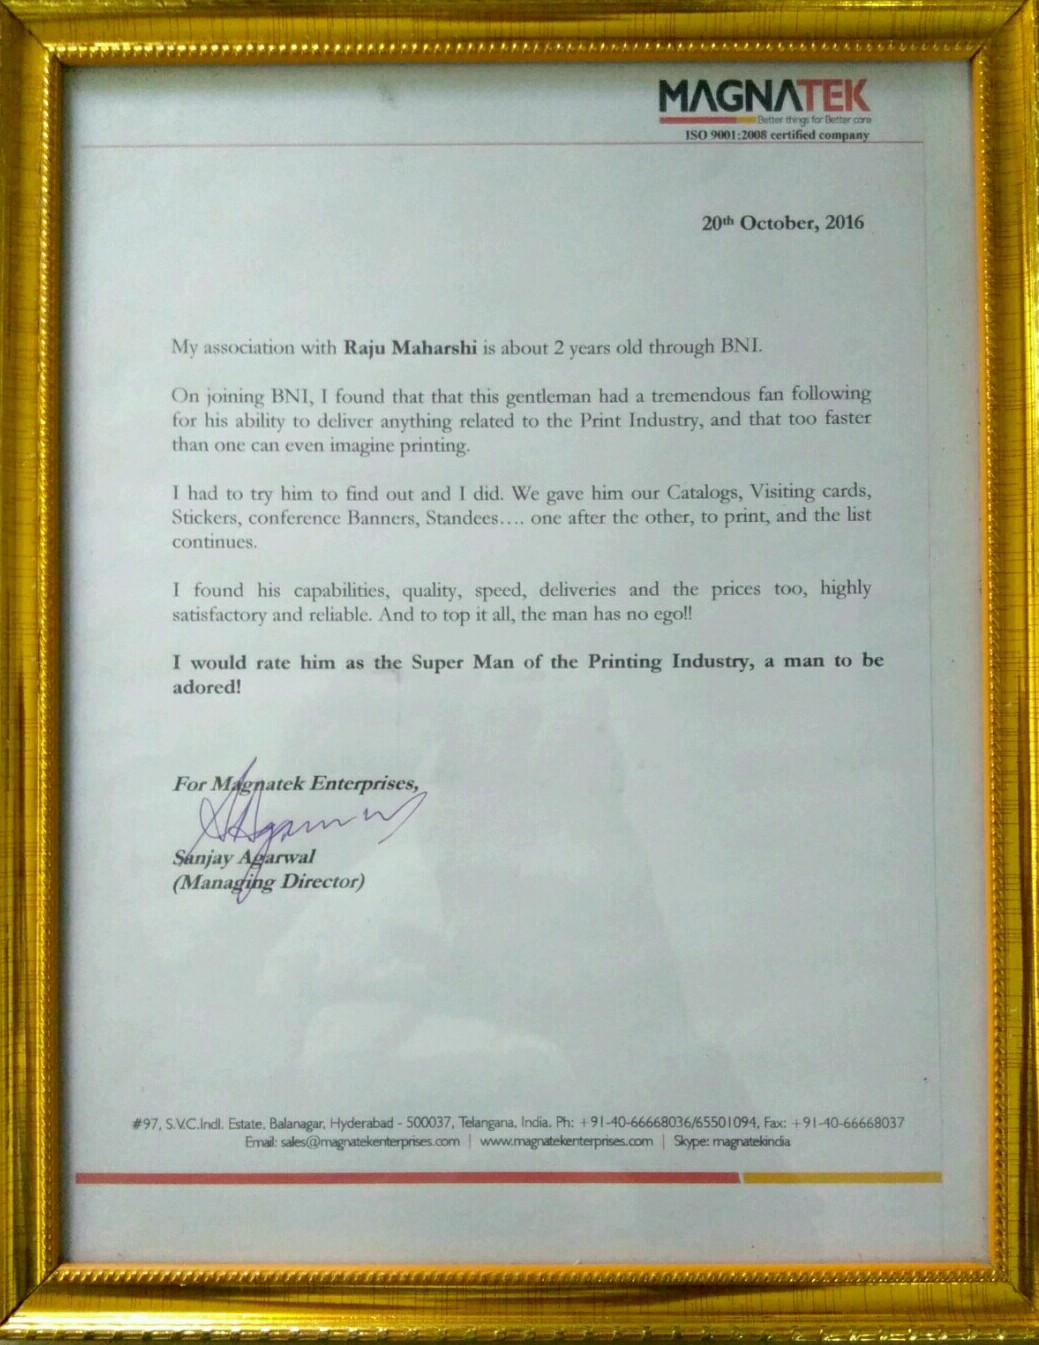 MAGNATEK
Better things for Better care
ISO 9001:2008 certified company
20th October, 2016
My association with Raju Maharshi is about 2 years old through BNI.
On joining BNI, I found that that this gentleman had a tremendous fan following
for his ability to deliver anything related to the Print Industry, and that too faster
than one can even imagine printing.
I had to try him to find out and I did. We gave him our Catalogs, Visiting cards,
Stickers, conference Banners, Standees.... one after the other, to print, and the list
continues.
I found his capabilities, quality, speed, deliveries and the prices too, highly
satisfactory and reliable. And to top it all, the man has no ego!!
I would rate him as the Super Man of the Printing Industry, a man to be
adored!
For Magnatek Enterprises,
SAgarwal
Sanjay Agarwal
(Managing Director)
#97, S.V.C.Indl. Estate, Balanagar, Hyderabad - 500037, Telangana, India. Ph: +91-40-66668036/65501094, Fax: +91-40-66668037
Email: sales@magnatekenterprises.com | www.magnatekenterprises.com | Skype: magnatekindia